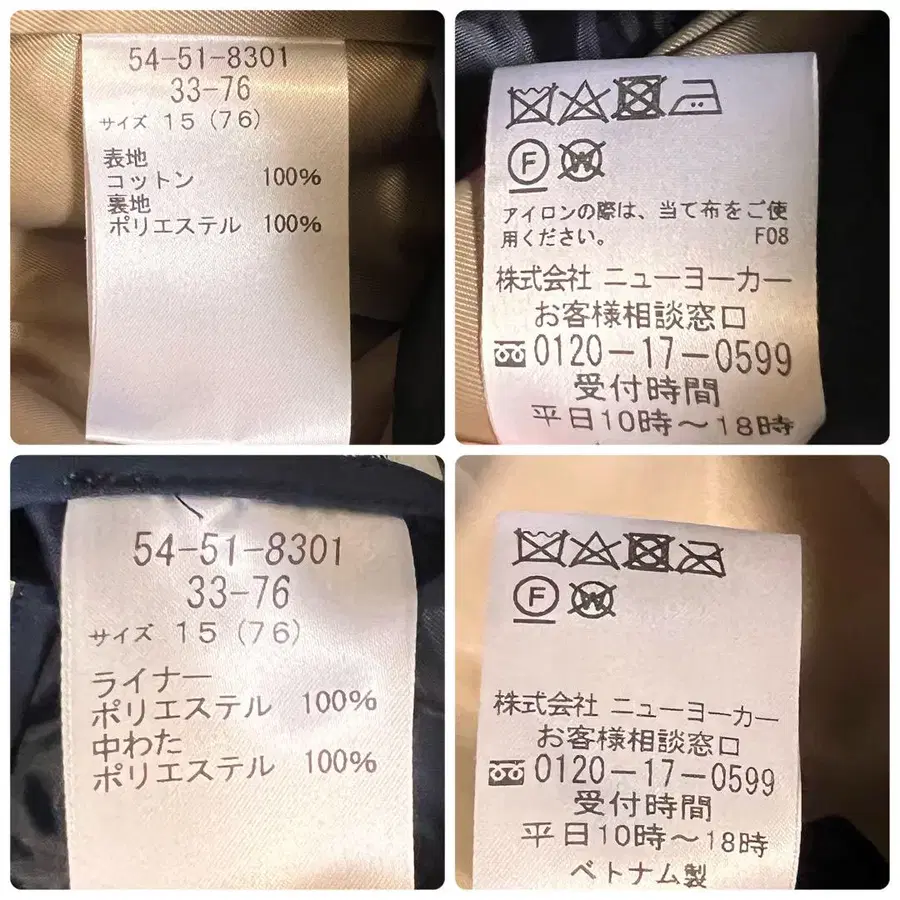 54-51-8301
33-76
サイズ 15 (76)
表地
コットン 100%
裏地
ポリエステル 100%
F W
アイロンの際は、当て布をご使
用ください。 F08
株式会社 ニューヨーカー
お客様相談窓口
0120-17-0599
受付時間
平日10時～18時
54-51-8301
33-76
サイズ 15 (76)
ライナー
ポリエステル 100%
中わた
ポリエステル 100%
F W
株式会社 ニューヨーカー
お客様相談窓口
0120-17-0599
受付時間
平日10時～18時
ベトナム製